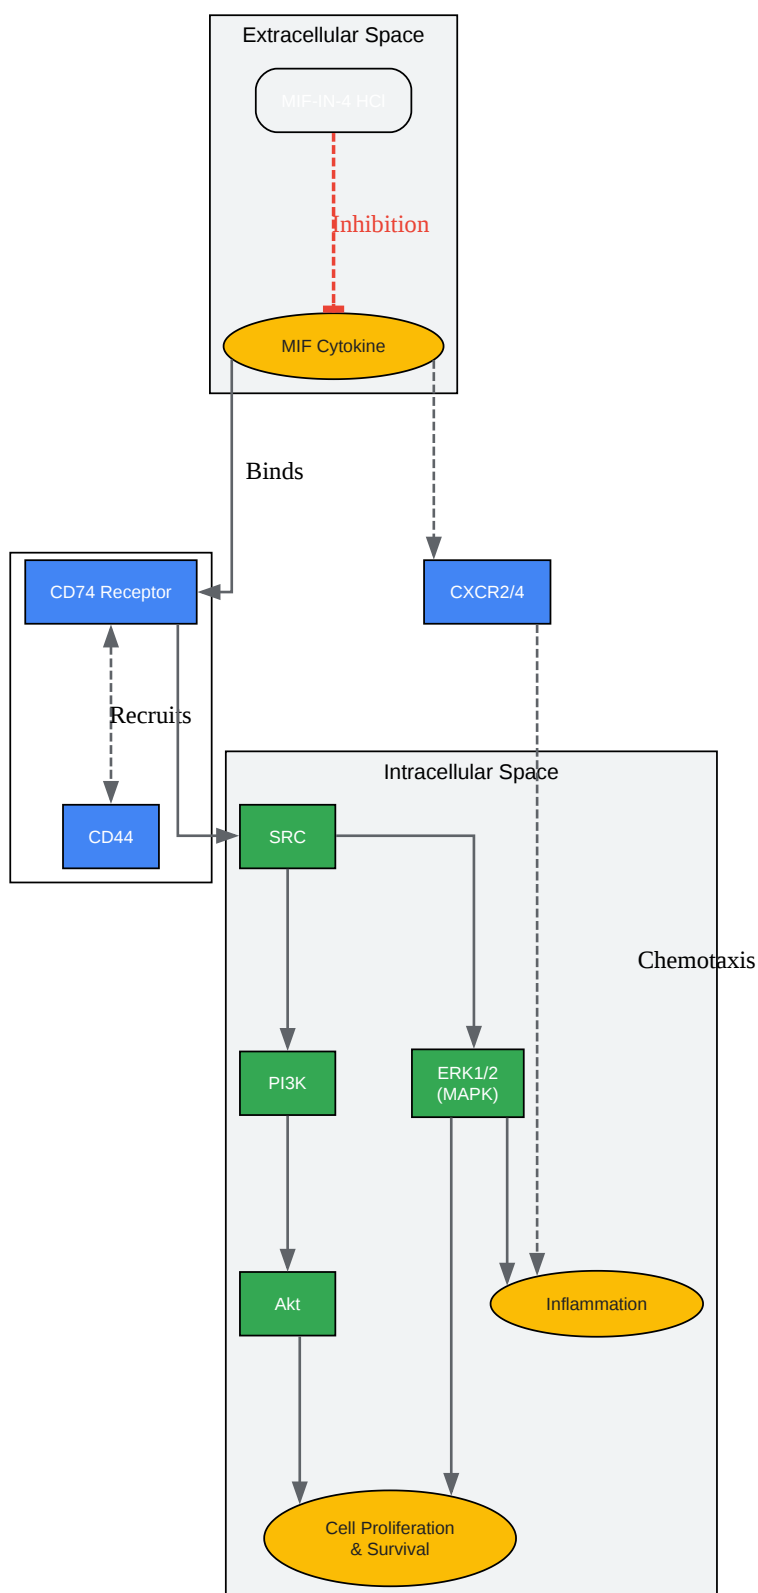 Extracellular Space
MIF-IN-4 HCl
Inhibition
MIF Cytokine
Binds
CD74 Receptor
CXCR2/4
Recruits
Intracellular Space
CD44
SRC
Chemotaxis
PI3K
ERK1/2
(MAPK)
Akt
Inflammation
Cell Proliferation
& Survival